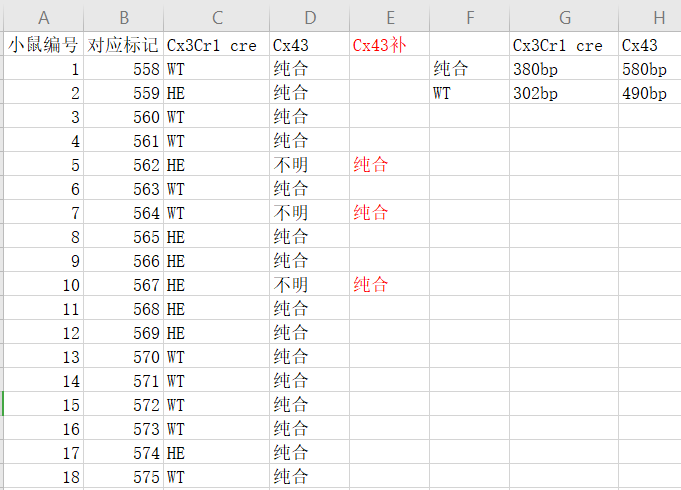 A B C D E F G H
小鼠编号 对应标记 Cx3Cr1 cre Cx43 Cx43补 Cx3Cr1 cre Cx43
1 558 WT 纯合 纯合 380bp 580bp
2 559 HE 纯合 WT 302bp 490bp
3 560 WT 纯合
4 561 WT 纯合
5 562 HE 不明 纯合
6 563 WT 纯合
7 564 WT 不明 纯合
8 565 HE 纯合
9 566 HE 纯合
10 567 HE 不明 纯合
11 568 HE 纯合
12 569 HE 纯合
13 570 WT 纯合
14 571 WT 纯合
15 572 WT 纯合
16 573 WT 纯合
17 574 HE 纯合
18 575 WT 纯合